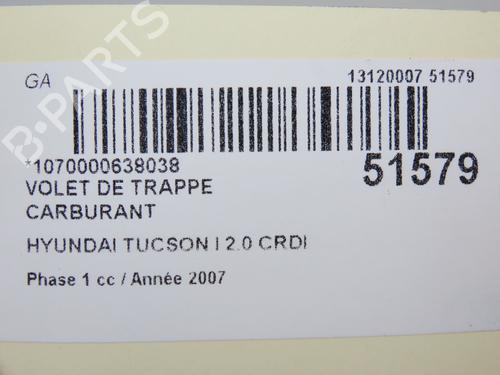 GA
13120007 51579
*1070000638038
51579
VOLET DE TRAPPE
CARBURANT
HYUNDAI TUCSON I 2.0 CRDI
Phase 1 cc / Année 2007
B-PARTS